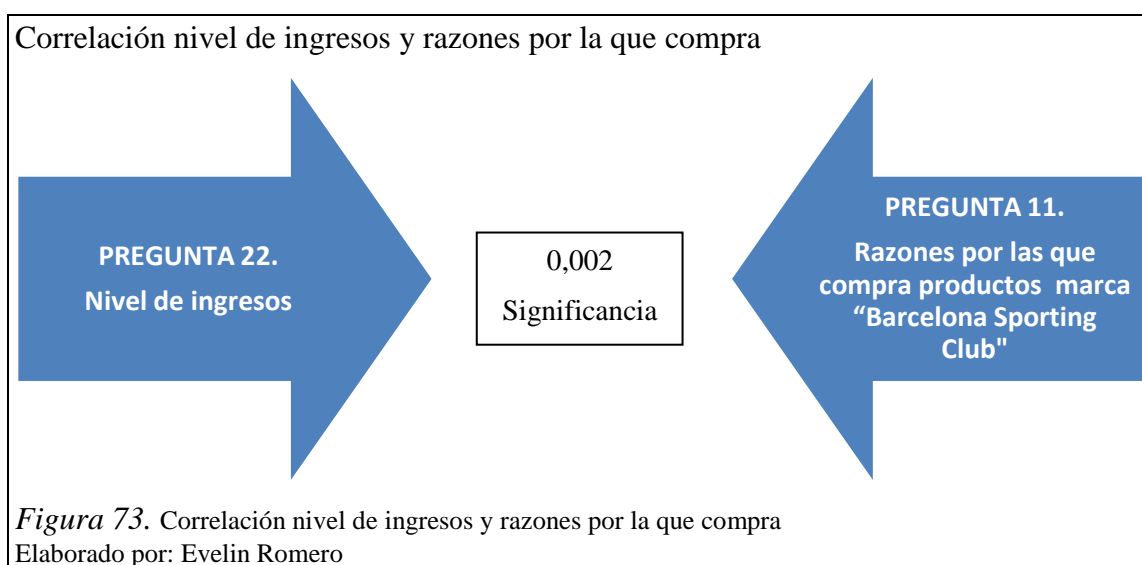 Correlación nivel de ingresos y razones por la que compra
PREGUNTA 22.
Nivel de ingresos
0,002
Significancia
PREGUNTA 11.
Razones por las que
compra productos marca
“Barcelona Sporting
Club"
Figura 73. Correlación nivel de ingresos y razones por la que compra
Elaborado por: Evelin Romero